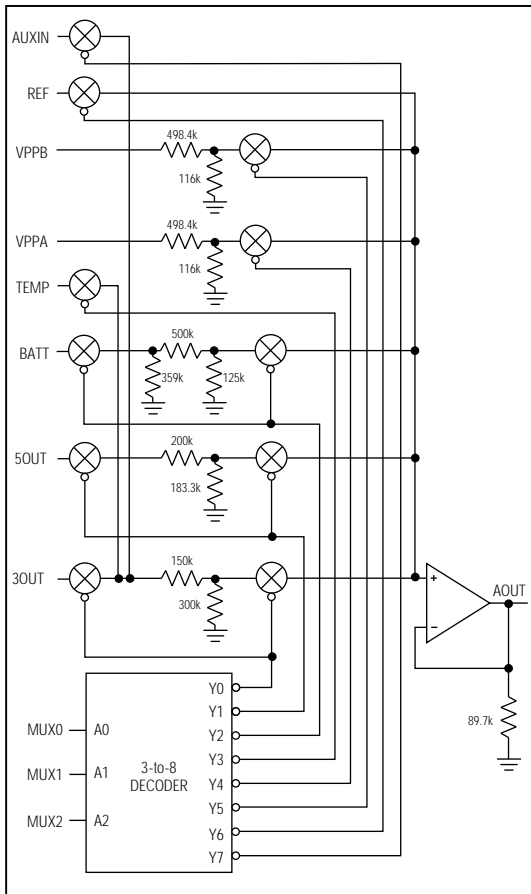 AUXIN
REF
498.4k
VPPB
116k
498.4k
VPPA
116k
TEMP
500k
BATT
359k
125k
200k
5OUT
183.3k
150k
3OUT
300k
+
AOUT
−
89.7k
Y0
Y1
MUX0 A0
Y2
3-to-8
DECODER
Y3
MUX1 A1
Y4
Y5
MUX2 A2
Y6
Y7